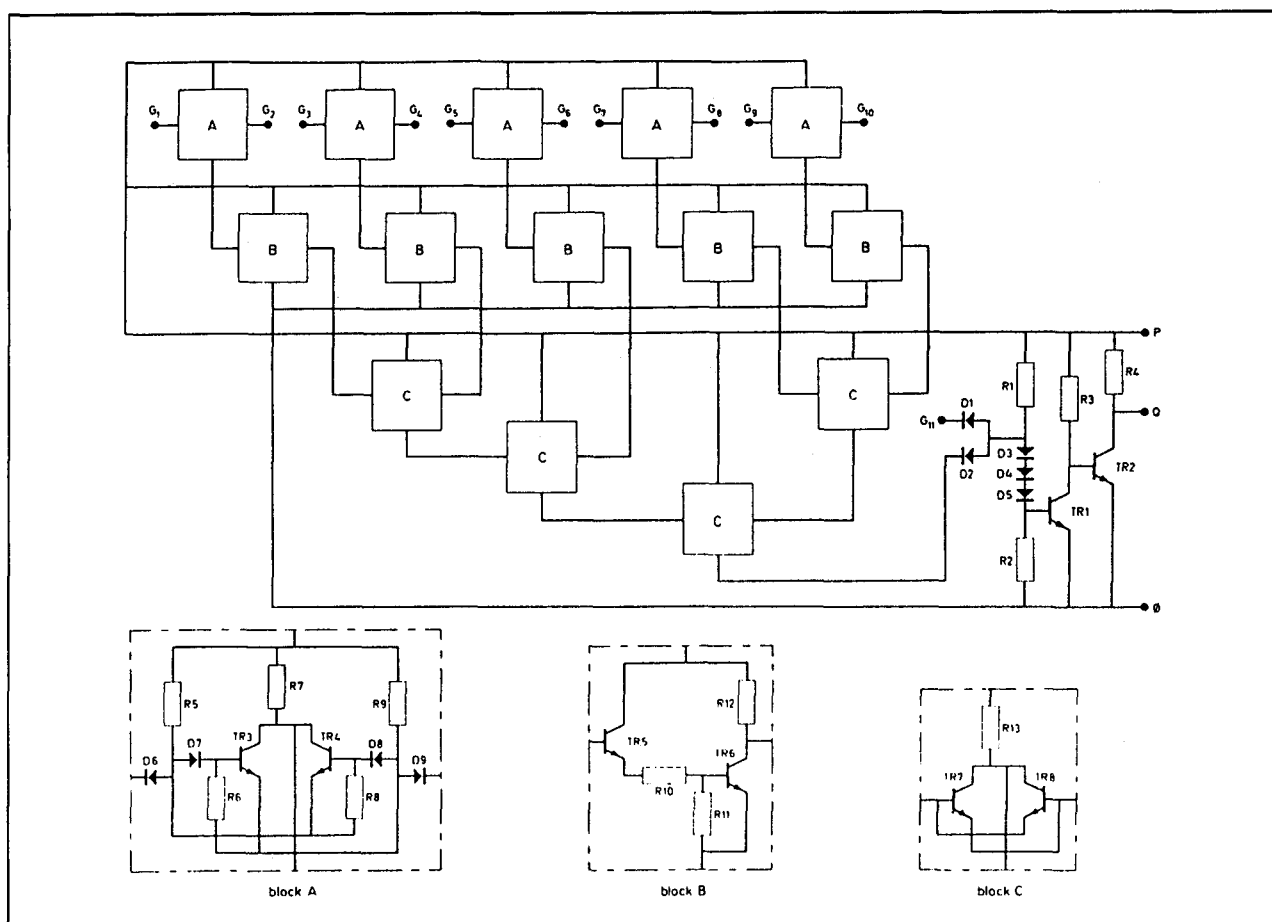 G1 G2 G3 G4 G5 G6 G7 G8 G9 G10
A A A A A
B B B B B
P
R1 R3 R4
C C
D1
G11 Q
D3
C D2 D4 TR2
D5
C TR1
R2
Ø
R5 R7 R9
D6 D7 TR3 TR4 D8 D9
R6 R8
block A
R12
TR5 TR6
R10
R11
block B
R13
TR7 TR8
block C